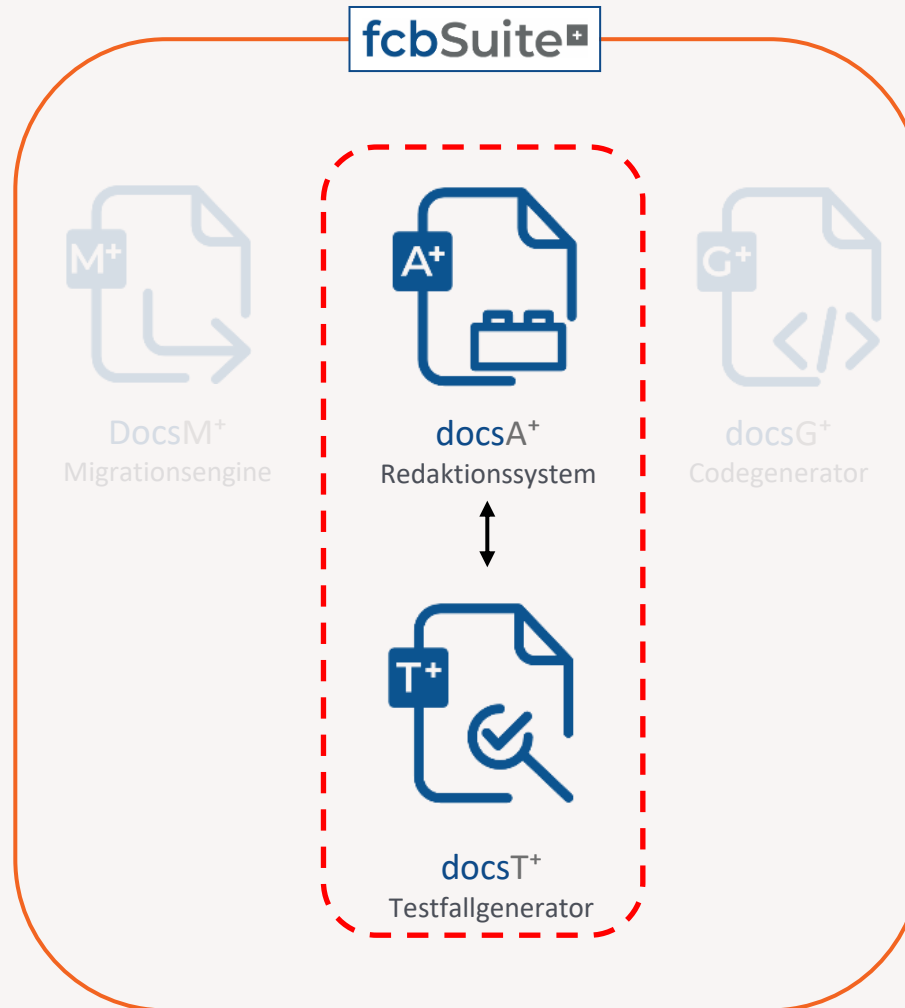 fcbSuite+
M+
A+
G+
DocsM+
Migrationsengine
docsA+
Redaktionssystem
docsG+
Codegenerator
T+
docsT+
Testfallgenerator